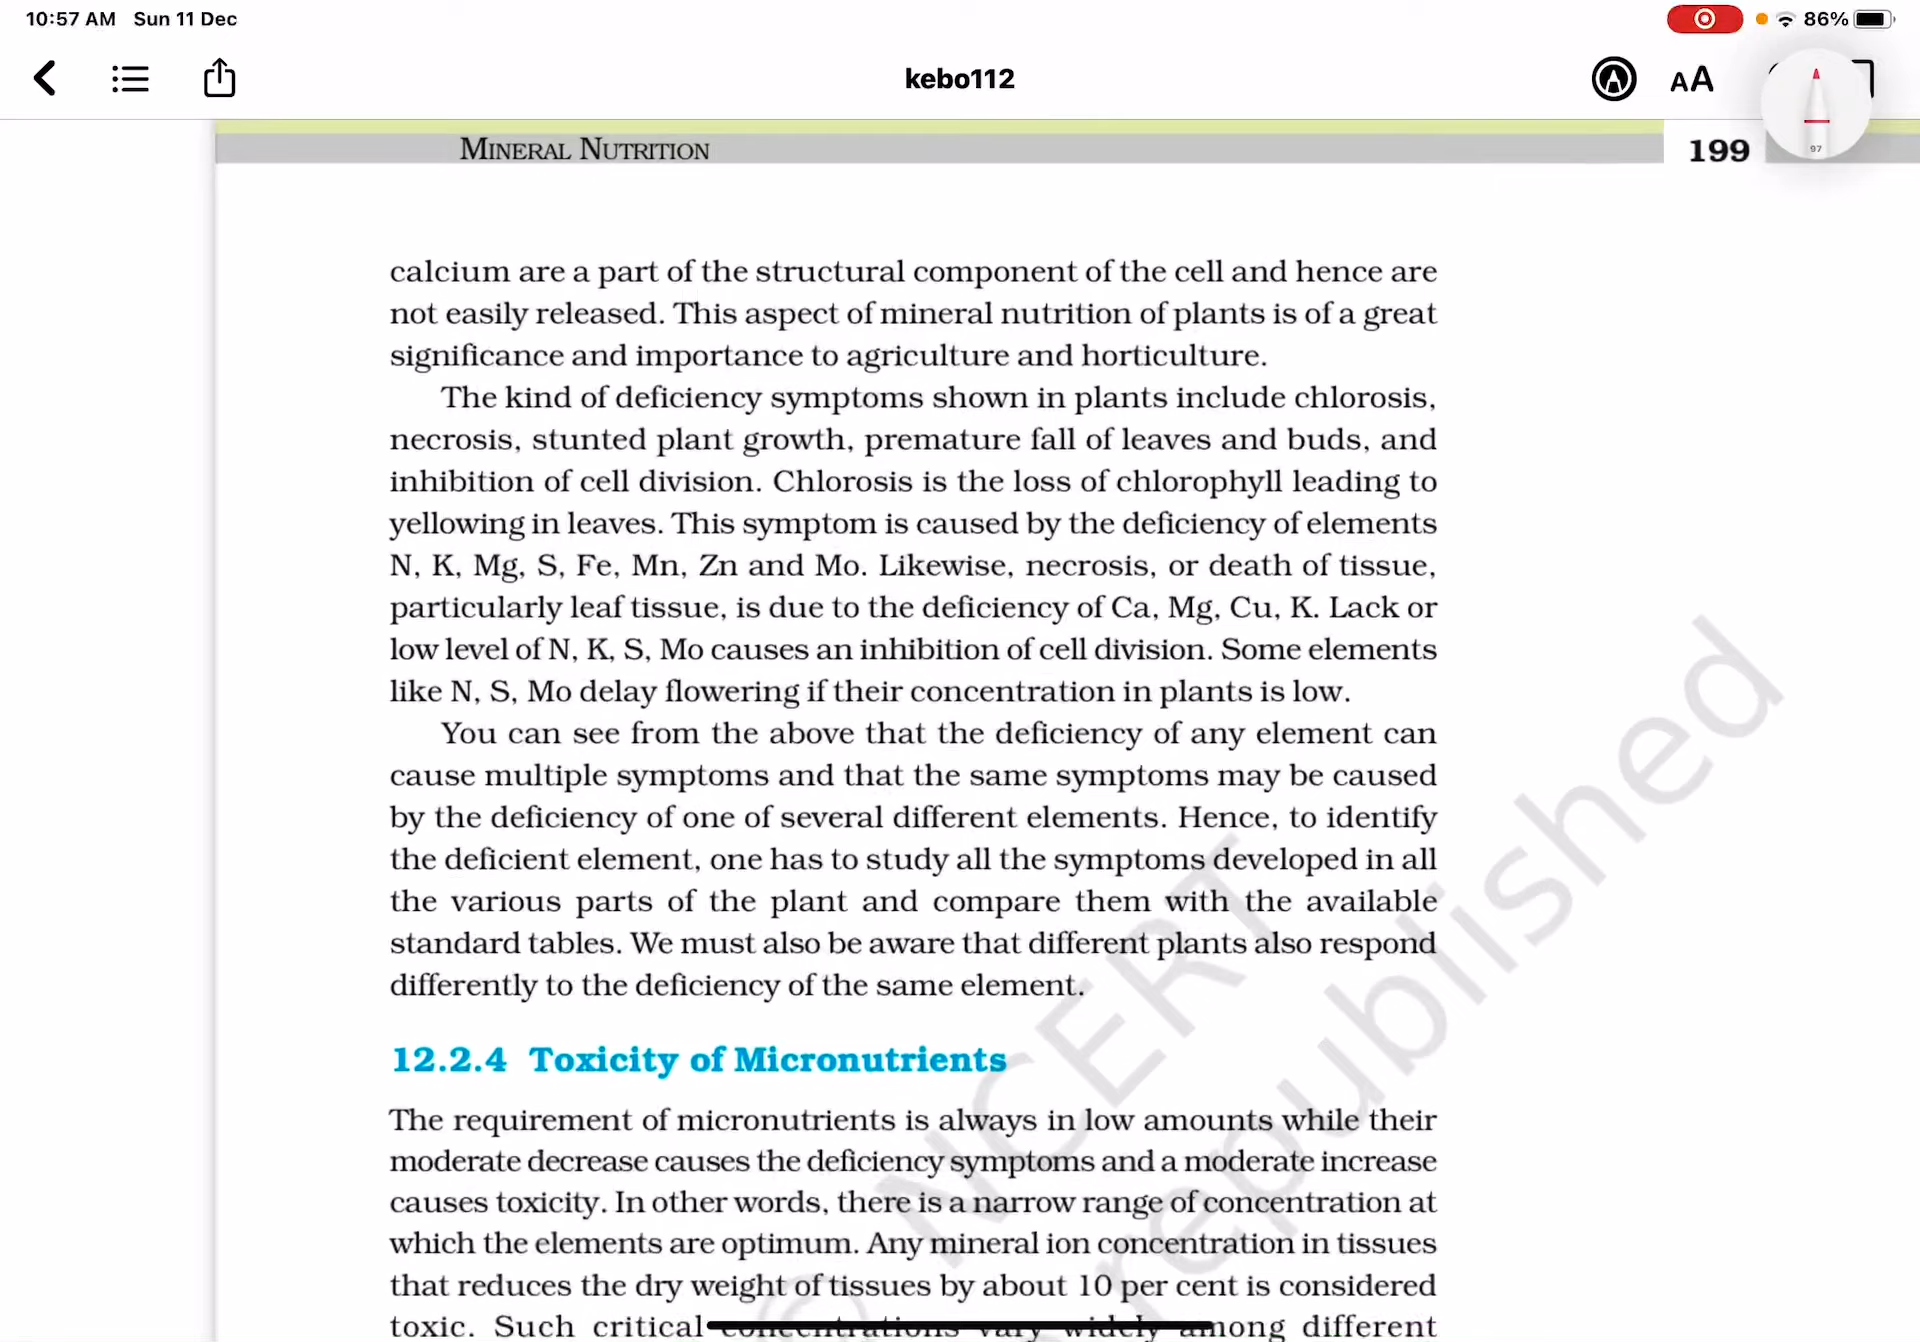 10:57 AM Sun 11 Dec
86%
kebo112
AA
97
MINERAL NUTRITION
199
calcium are a part of the structural component of the cell and hence are
not easily released. This aspect of mineral nutrition of plants is of a great
significance and importance to agriculture and horticulture.
The kind of deficiency symptoms shown in plants include chlorosis,
necrosis, stunted plant growth, premature fall of leaves and buds, and
inhibition of cell division. Chlorosis is the loss of chlorophyll leading to
yellowing in leaves. This symptom is caused by the deficiency of elements
N, K, Mg, S, Fe, Mn, Zn and Mo. Likewise, necrosis, or death of tissue,
particularly leaf tissue, is due to the deficiency of Ca, Mg, Cu, K. Lack or
low level of N, K, S, Mo causes an inhibition of cell division. Some elements
like N, S, Mo delay flowering if their concentration in plants is low.
You can see from the above that the deficiency of any element can
cause multiple symptoms and that the same symptoms may be caused
by the deficiency of one of several different elements. Hence, to identify
the deficient element, one has to study all the symptoms developed in all
the various parts of the plant and compare them with the available
standard tables. We must also be aware that different plants also respond
differently to the deficiency of the same element.
12.2.4 Toxicity of Micronutrients
The requirement of micronutrients is always in low amounts while their
moderate decrease causes the deficiency symptoms and a moderate increase
causes toxicity. In other words, there is a narrow range of concentration at
which the elements are optimum. Any mineral ion concentration in tissues
that reduces the dry weight of tissues by about 10 per cent is considered
toxic. Such critical concentrations vary widely among different
© NCERT
republished